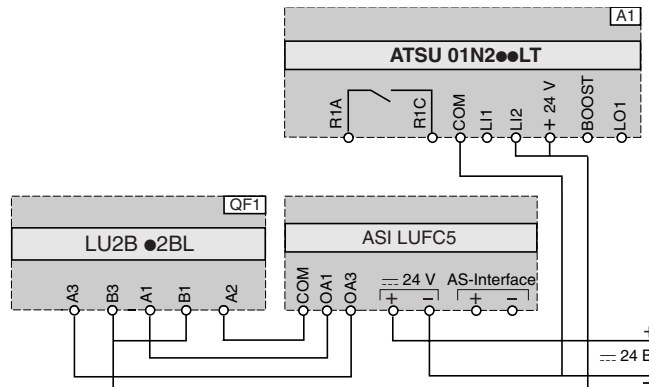 A1
ATSU 01N2●●LT
R1A R1C COM LI1 LI2 + 24 V BOOST LO1
QF1
LU2B ●2BL
ASI LUFC5
A3 B3 A1 B1 A2
COM OA1 OA3
⎓ 24 V AS-Interface
+ – + –
+
⎓ 24 В
–